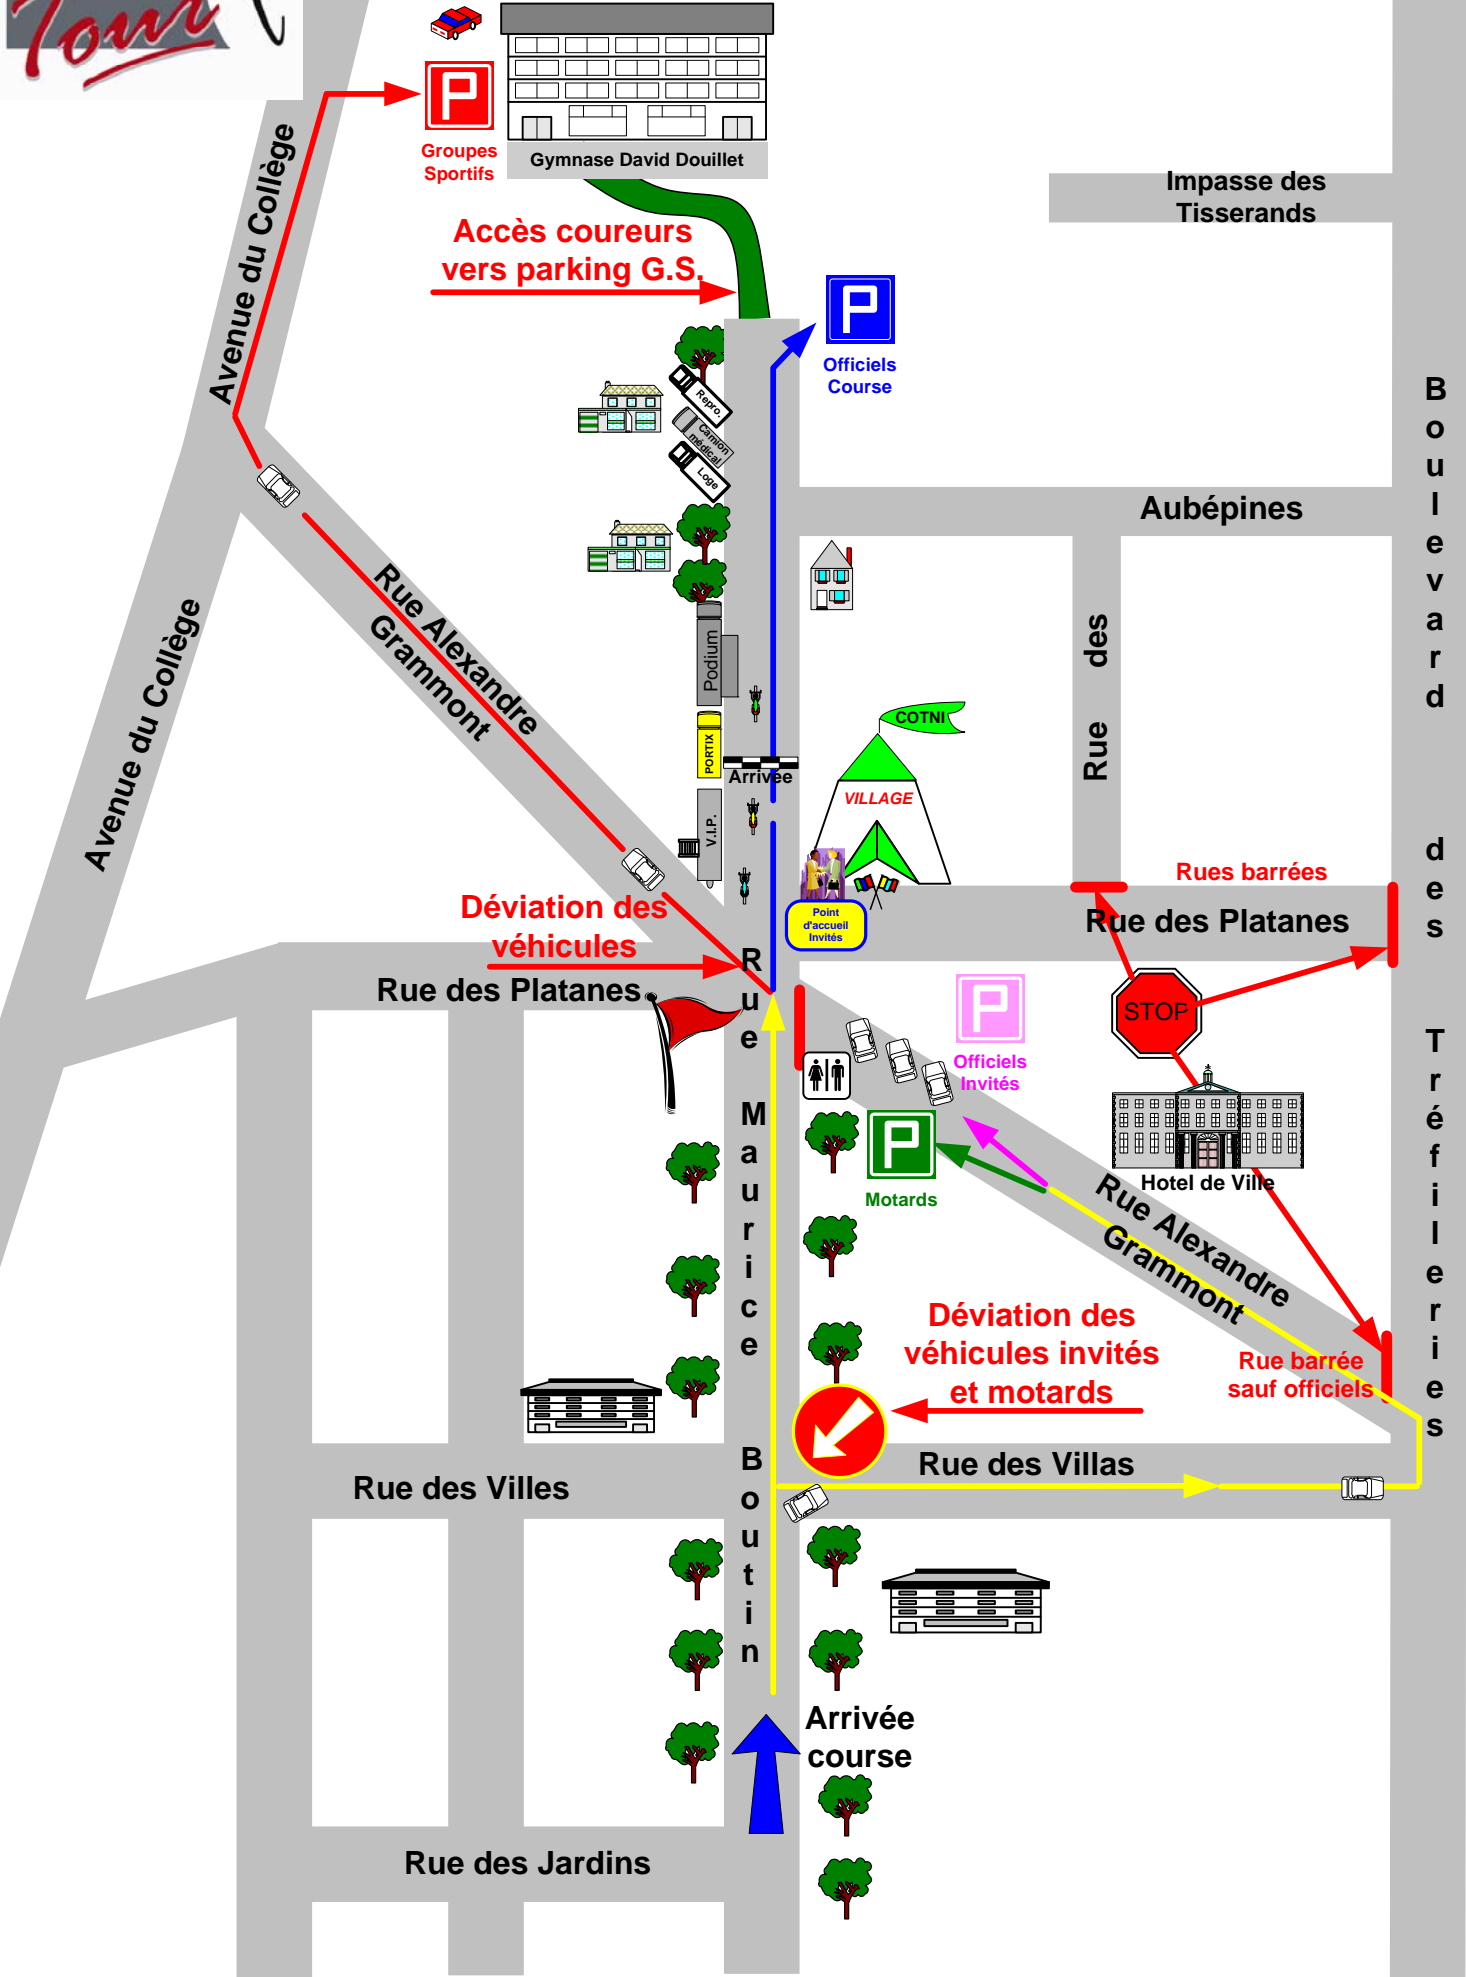 Tour
P
Groupes
Sportifs
Gymnase David Douillet
Impasse des
Tisserands
Avenue du Collège
Accès coureurs
vers parking G.S.
P
Officiels
Course
Repro.
Camion
médical
Loge
Aubépines
Rue des
Boulevard des Tréfileries
Rue Alexandre
Grammont
Avenue du Collège
Podium
PORTIX
Arrivée
V.I.P.
COTNI
VILLAGE
Point
d'accueil
Invités
Rues barrées
Rue des Platanes
Déviation des
véhicules
Rue des Platanes
Rue Maurice Boutin
STOP
P
Officiels
Invités
P
Motards
Hotel de Ville
Rue Alexandre
Grammont
Déviation des
véhicules invités
et motards
Rue barrée
sauf officiels
Rue des Villas
Rue des Villes
Arrivée
course
Rue des Jardins